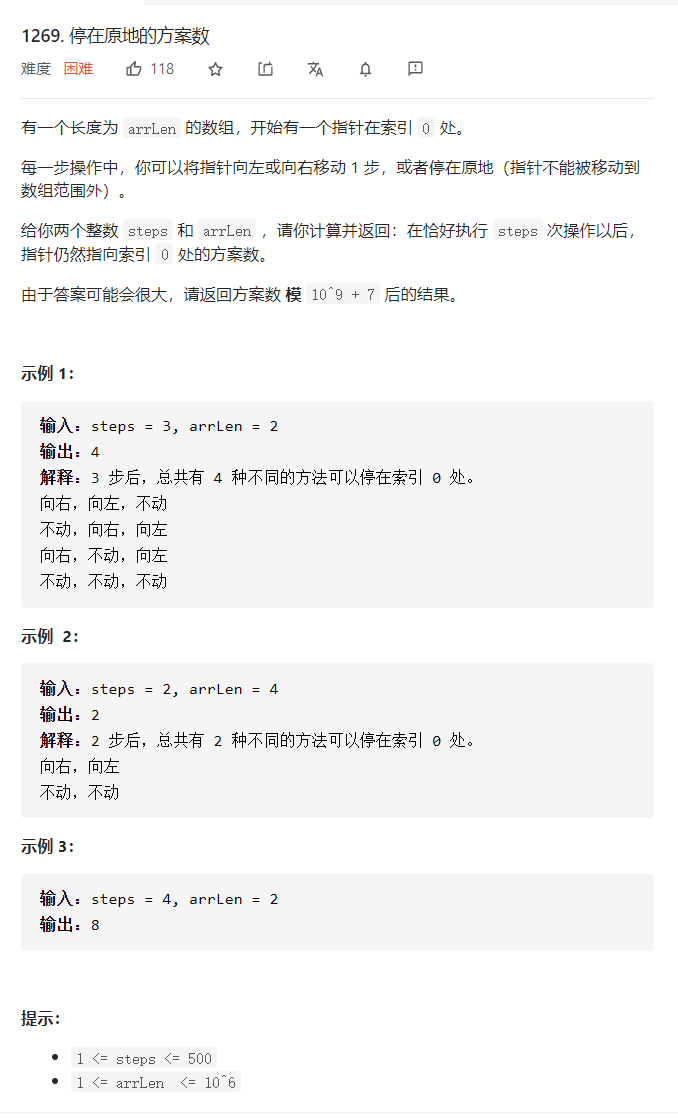 1269. 停在原地的方案数
难度 困难 118
有一个长度为 arrLen 的数组，开始有一个指针在索引 0 处。
每一步操作中，你可以将指针向左或向右移动 1 步，或者停在原地（指针不能被移动到
数组范围外）。
给你两个整数 steps 和 arrLen ，请你计算并返回：在恰好执行 steps 次操作以后，
指针仍然指向索引 0 处的方案数。
由于答案可能会很大，请返回方案数 模 10^9 + 7 后的结果。
示例 1：
输入：steps = 3, arrLen = 2
输出：4
解释：3 步后，总共有 4 种不同的方法可以停在索引 0 处。
向右，向左，不动
不动，向右，向左
向右，不动，向左
不动，不动，不动
示例 2：
输入：steps = 2, arrLen = 4
输出：2
解释：2 步后，总共有 2 种不同的方法可以停在索引 0 处。
向右，向左
不动，不动
示例 3：
输入：steps = 4, arrLen = 2
输出：8
提示：
• 1 <= steps <= 500
• 1 <= arrLen <= 10^6